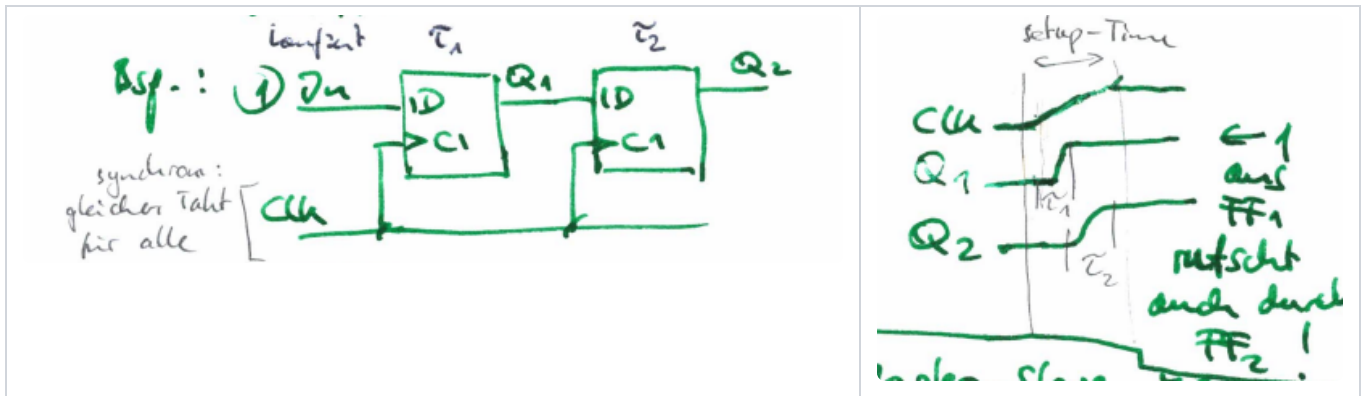 Laufzeit τ₁ τ₂
Bsp.: ① In 1D Q1 1D Q2
C1 C1
synchron:
gleicher Takt
für alle
Clk
setup-Time
Clk
Q1 ← 1
τ₁ aus
FF₁
Q2 rutscht
τ₂ auch durch
FF₂ !